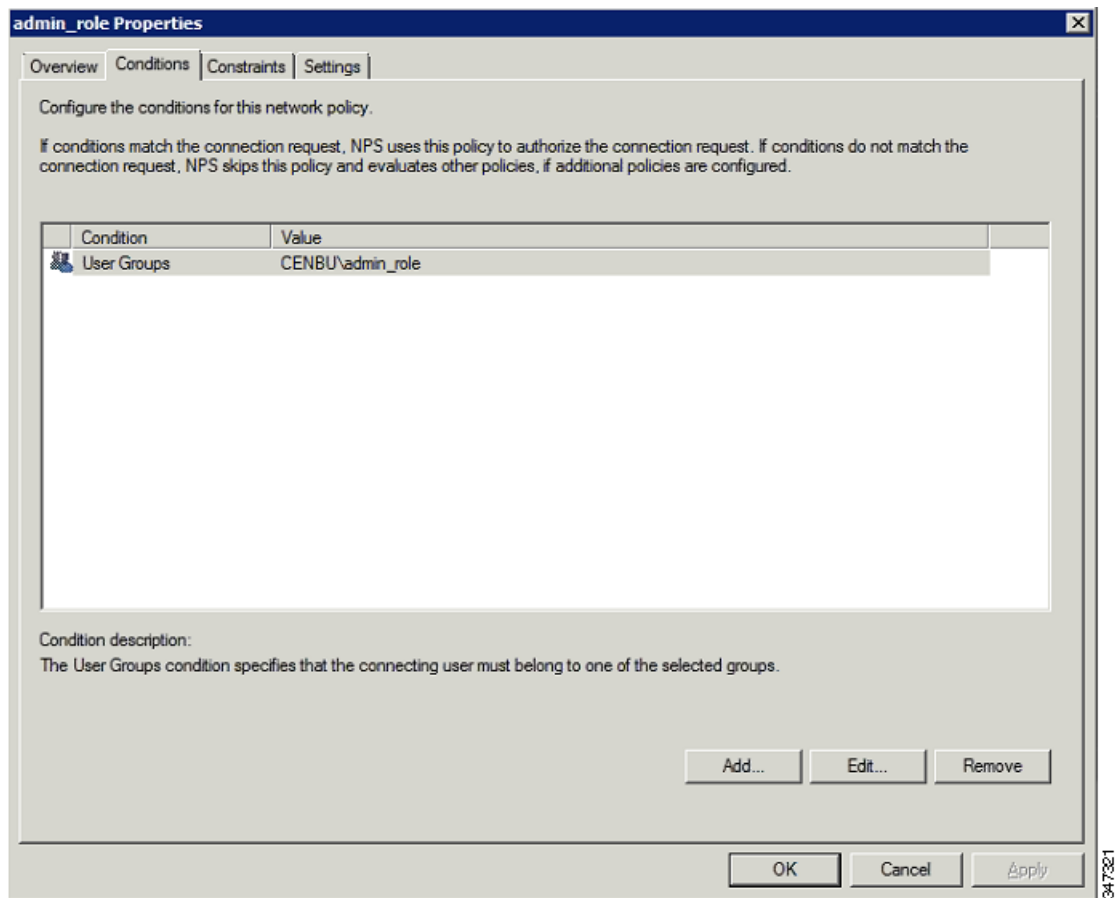 admin_role Properties
Overview Conditions Constraints Settings
Configure the conditions for this network policy.
If conditions match the connection request, NPS uses this policy to authorize the connection request. If conditions do not match the
connection request, NPS skips this policy and evaluates other policies, if additional policies are configured.
Condition Value
User Groups CENBU\admin_role
Condition description:
The User Groups condition specifies that the connecting user must belong to one of the selected groups.
Add... Edit... Remove
OK Cancel Apply
347321